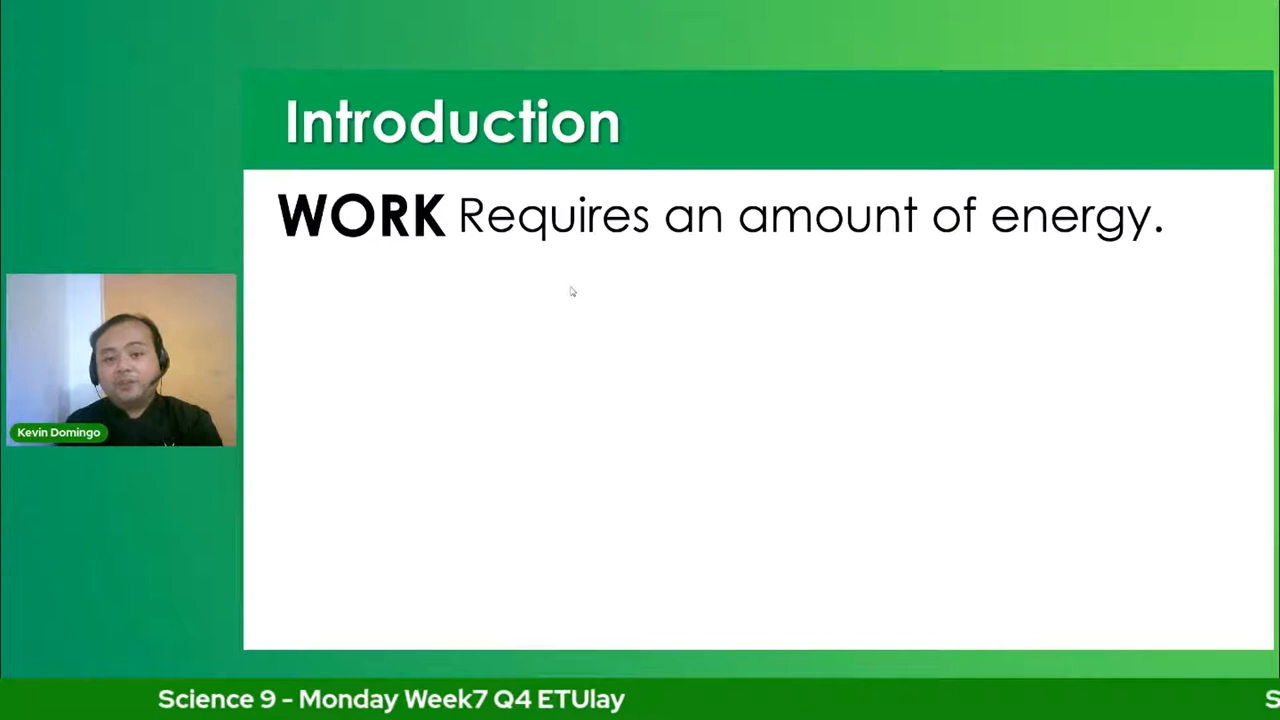 Introduction
WORK Requires an amount of energy.
Kevin Domingo
Science 9 - Monday Week7 Q4 ETUlay
S